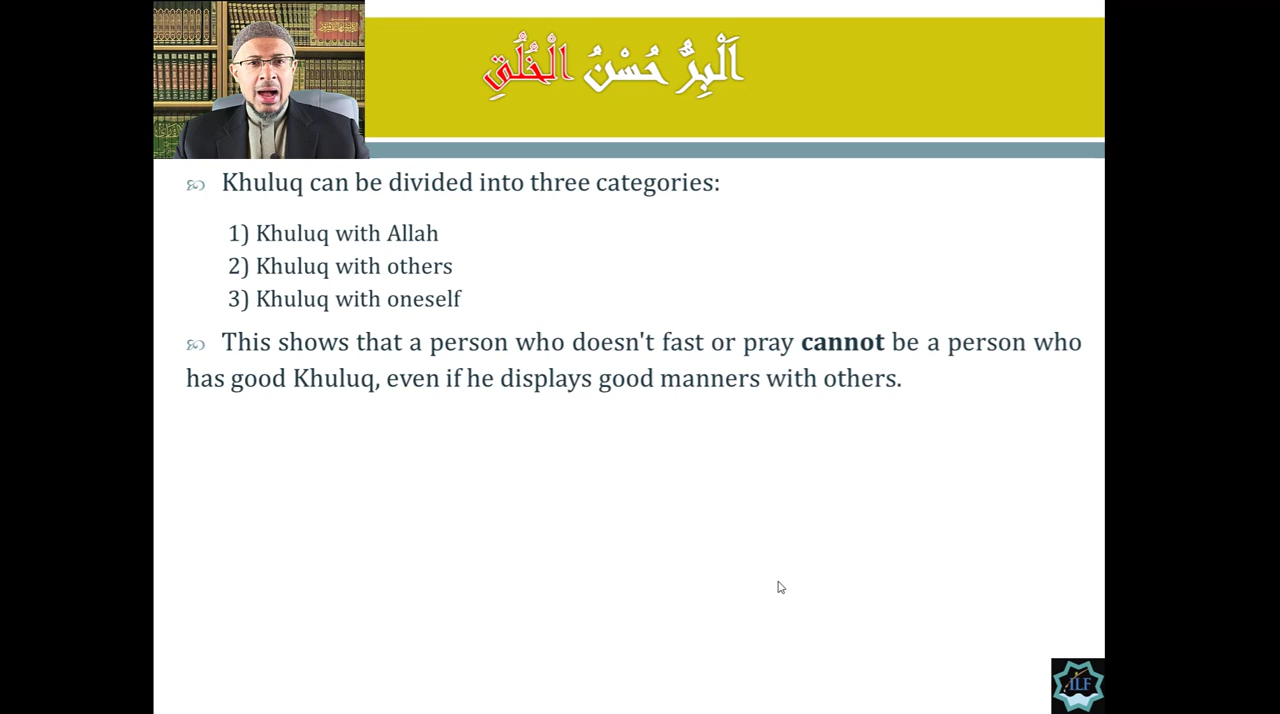 اَلْبِرُّ حُسْنُ الْخُلُقِ
Khuluq can be divided into three categories:
1) Khuluq with Allah
2) Khuluq with others
3) Khuluq with oneself
This shows that a person who doesn't fast or pray cannot be a person who
has good Khuluq, even if he displays good manners with others.
ILF